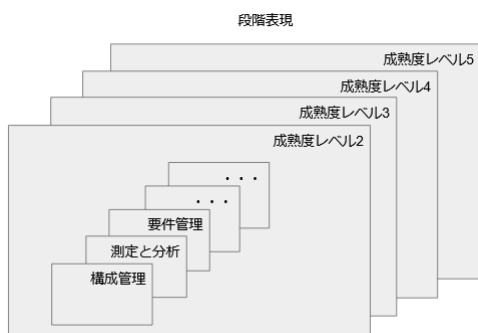 段階表現
成熟度レベル5
成熟度レベル4
成熟度レベル3
成熟度レベル2
・・・
・・・
要件管理
測定と分析
構成管理